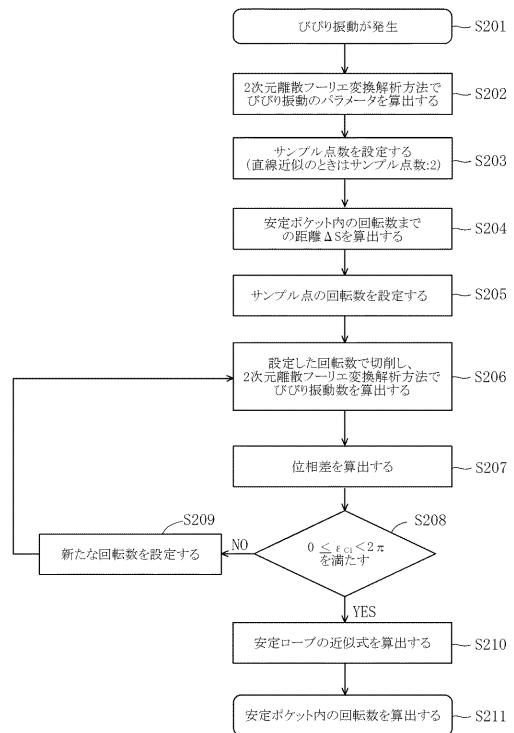 びびり振動が発生
S201
2次元離散フーリエ変換解析方法で
びびり振動のパラメータを算出する
S202
サンプル点数を設定する
(直線近似のときはサンプル点数:2)
S203
安定ポケット内の回転数まで
の距離ΔSを算出する
S204
サンプル点の回転数を設定する
S205
設定した回転数で切削し、
2次元離散フーリエ変換解析方法で
びびり振動数を算出する
S206
位相差を算出する
S207
S208
0≦εC1<2π
を満たす
S209
NO
新たな回転数を設定する
YES
安定ローブの近似式を算出する
S210
安定ポケット内の回転数を算出する
S211